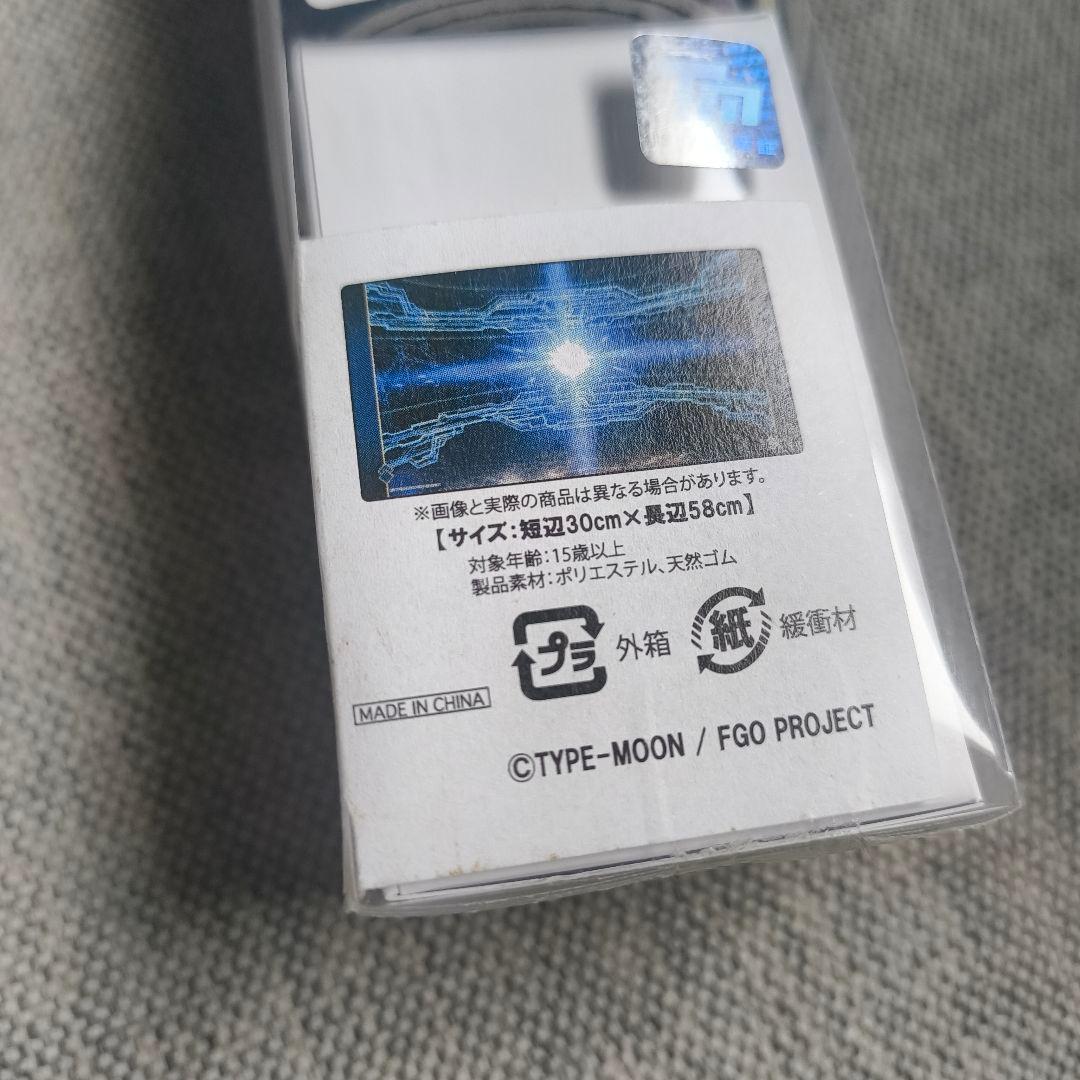 ※画像と実際の商品は異なる場合があります。
【サイズ：短辺30cm×長辺58cm】
対象年齢：15歳以上
製品素材：ポリエステル、天然ゴム
プラ 外箱 紙 緩衝材
MADE IN CHINA
©TYPE-MOON / FGO PROJECT